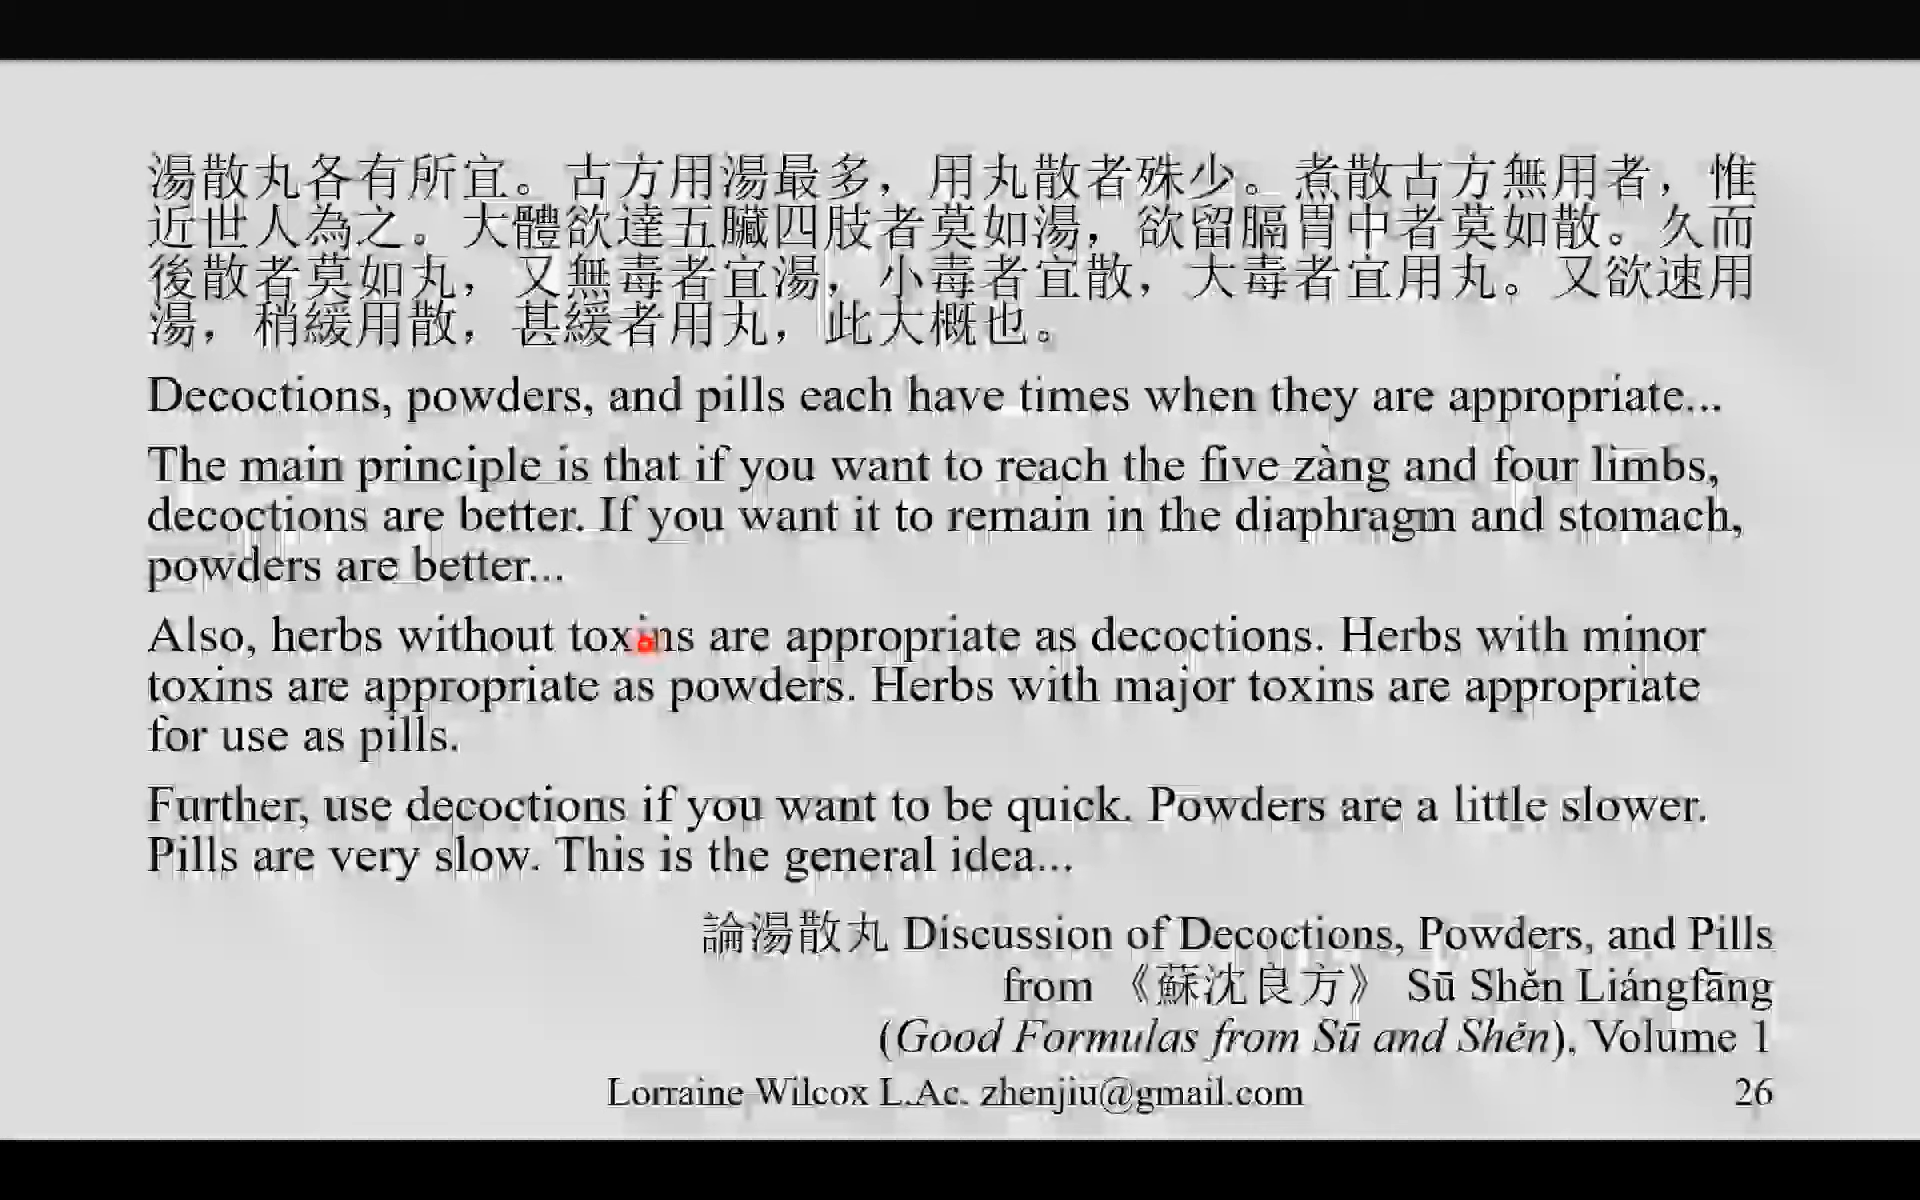 湯散丸各有所宜。古方用湯最多，用丸散者殊少。煮散古方無用者，惟
近世人為之。大體欲達五臟四肢者莫如湯，欲留膈胃中者莫如散。久而
後散者莫如丸，又無毒者宜湯，小毒者宜散，大毒者宜用丸。又欲速用
湯，稍緩用散，甚緩者用丸，此大概也。
Decoctions, powders, and pills each have times when they are appropriate...
The main principle is that if you want to reach the five zàng and four limbs,
decoctions are better. If you want it to remain in the diaphragm and stomach,
powders are better...
Also, herbs without toxins are appropriate as decoctions. Herbs with minor
toxins are appropriate as powders. Herbs with major toxins are appropriate
for use as pills.
Further, use decoctions if you want to be quick. Powders are a little slower.
Pills are very slow. This is the general idea...
論湯散丸 Discussion of Decoctions, Powders, and Pills
from 《蘇沈良方》 Sū Shěn Liángfāng
(Good Formulas from Sū and Shěn), Volume 1
Lorraine Wilcox L.Ac. zhenjiu@gmail.com 26